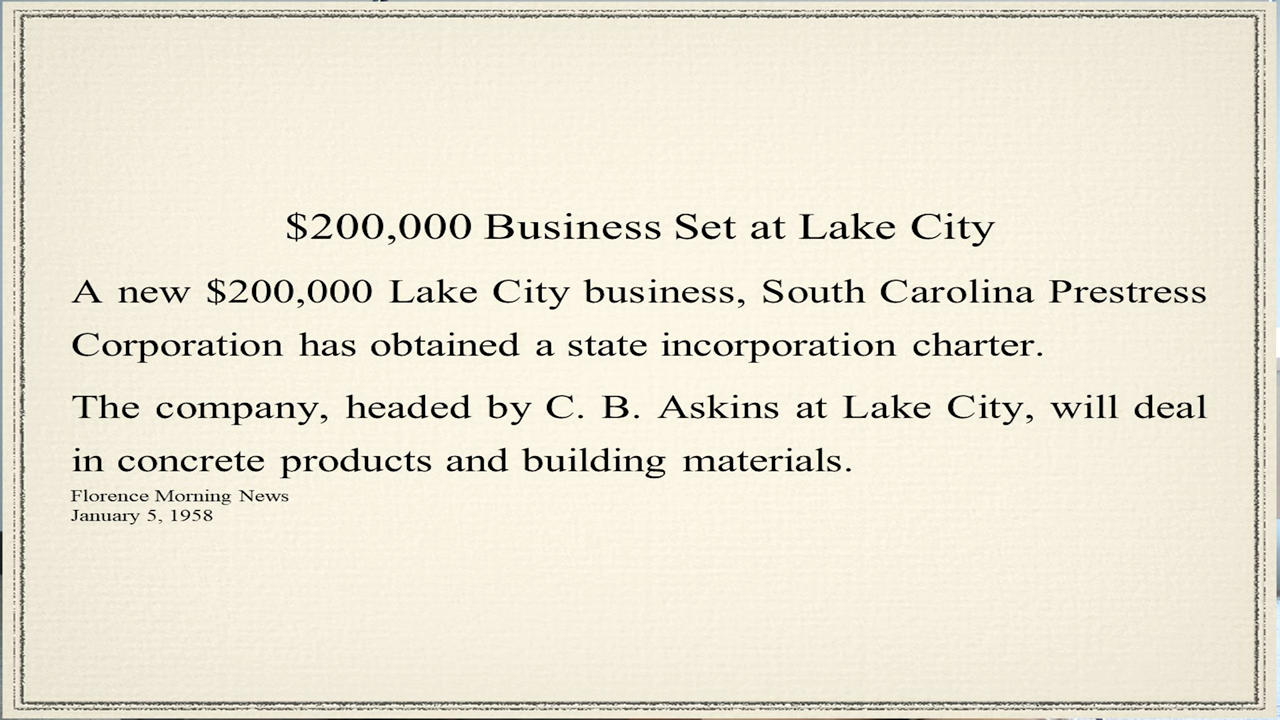 $200,000 Business Set at Lake City
A new $200,000 Lake City business, South Carolina Prestress
Corporation has obtained a state incorporation charter.
The company, headed by C. B. Askins at Lake City, will deal
in concrete products and building materials.
Florence Morning News
January 5, 1958